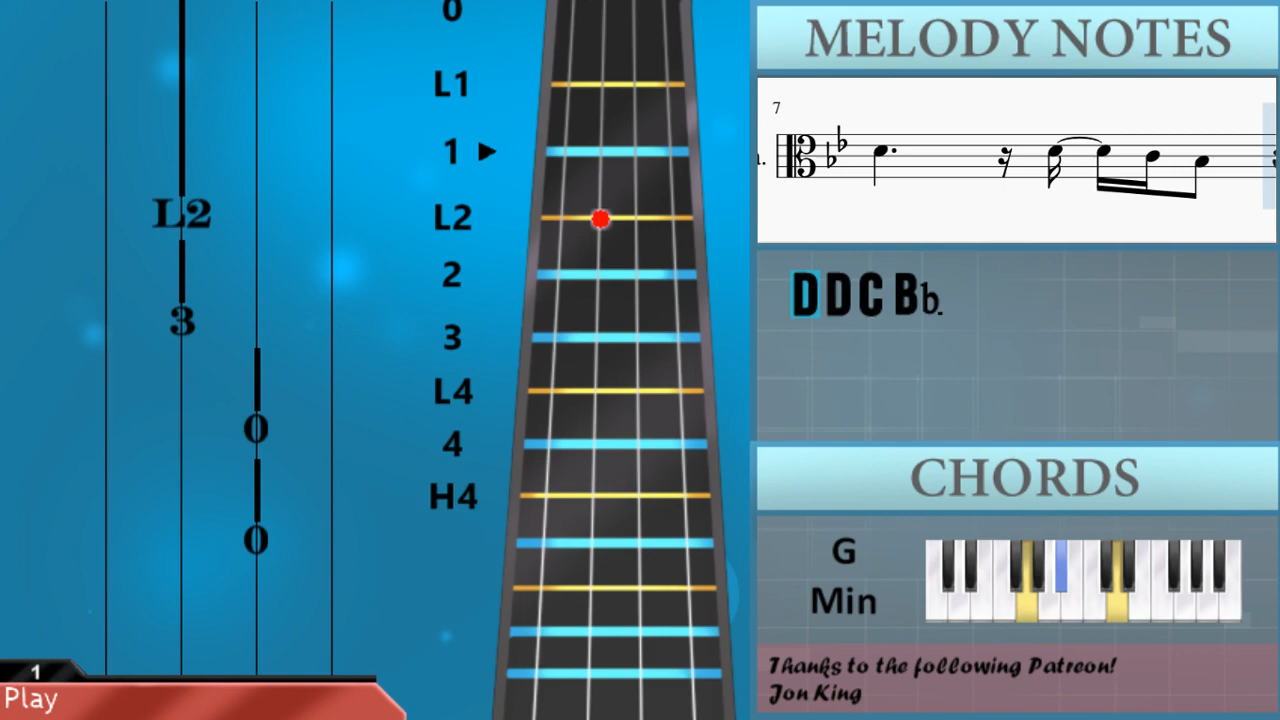 0
L1
1
L2
2
3
L4
4
H4
L2
3
0
0
1
Play
MELODY NOTES
7
D D C Bb.
CHORDS
G
Min
Thanks to the following Patreon!
Jon King